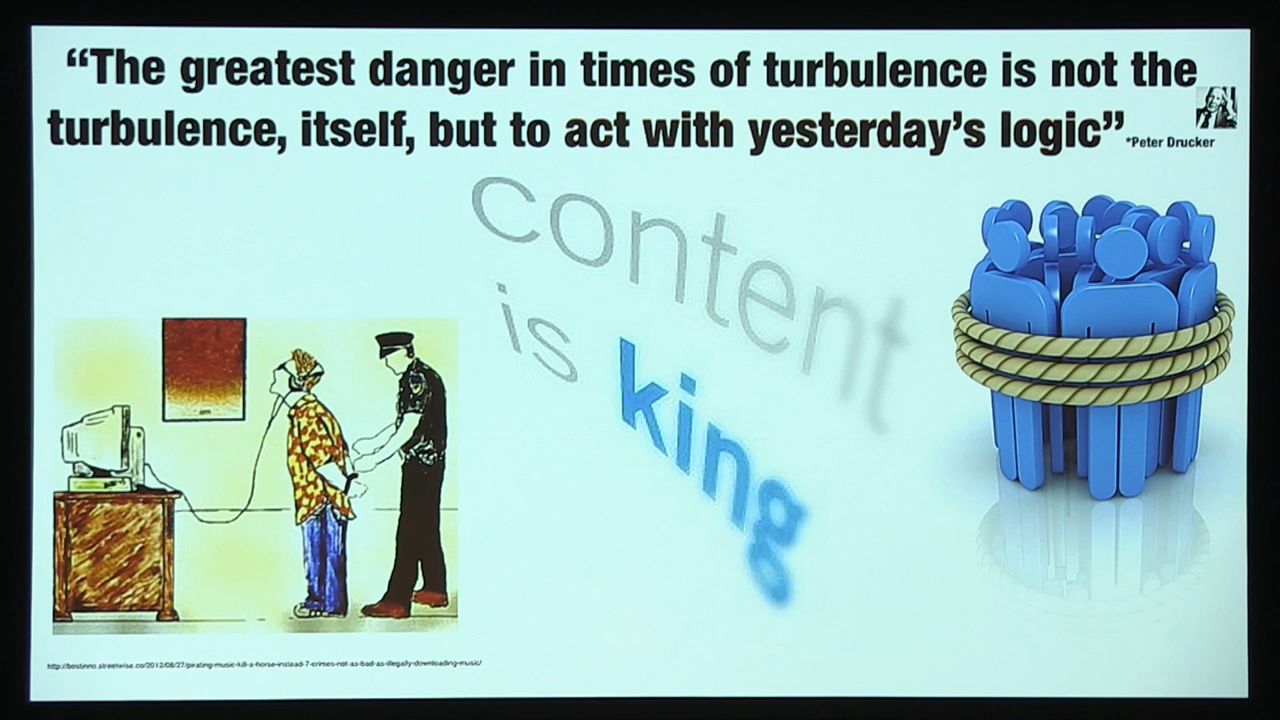 “The greatest danger in times of turbulence is not the
turbulence, itself, but to act with yesterday’s logic”
*Peter Drucker
content
is king
http://bostinno.streetwise.co/2012/08/27/pirating-music-kill-a-horse-instead-7-crimes-not-as-bad-as-illegally-downloading-music/